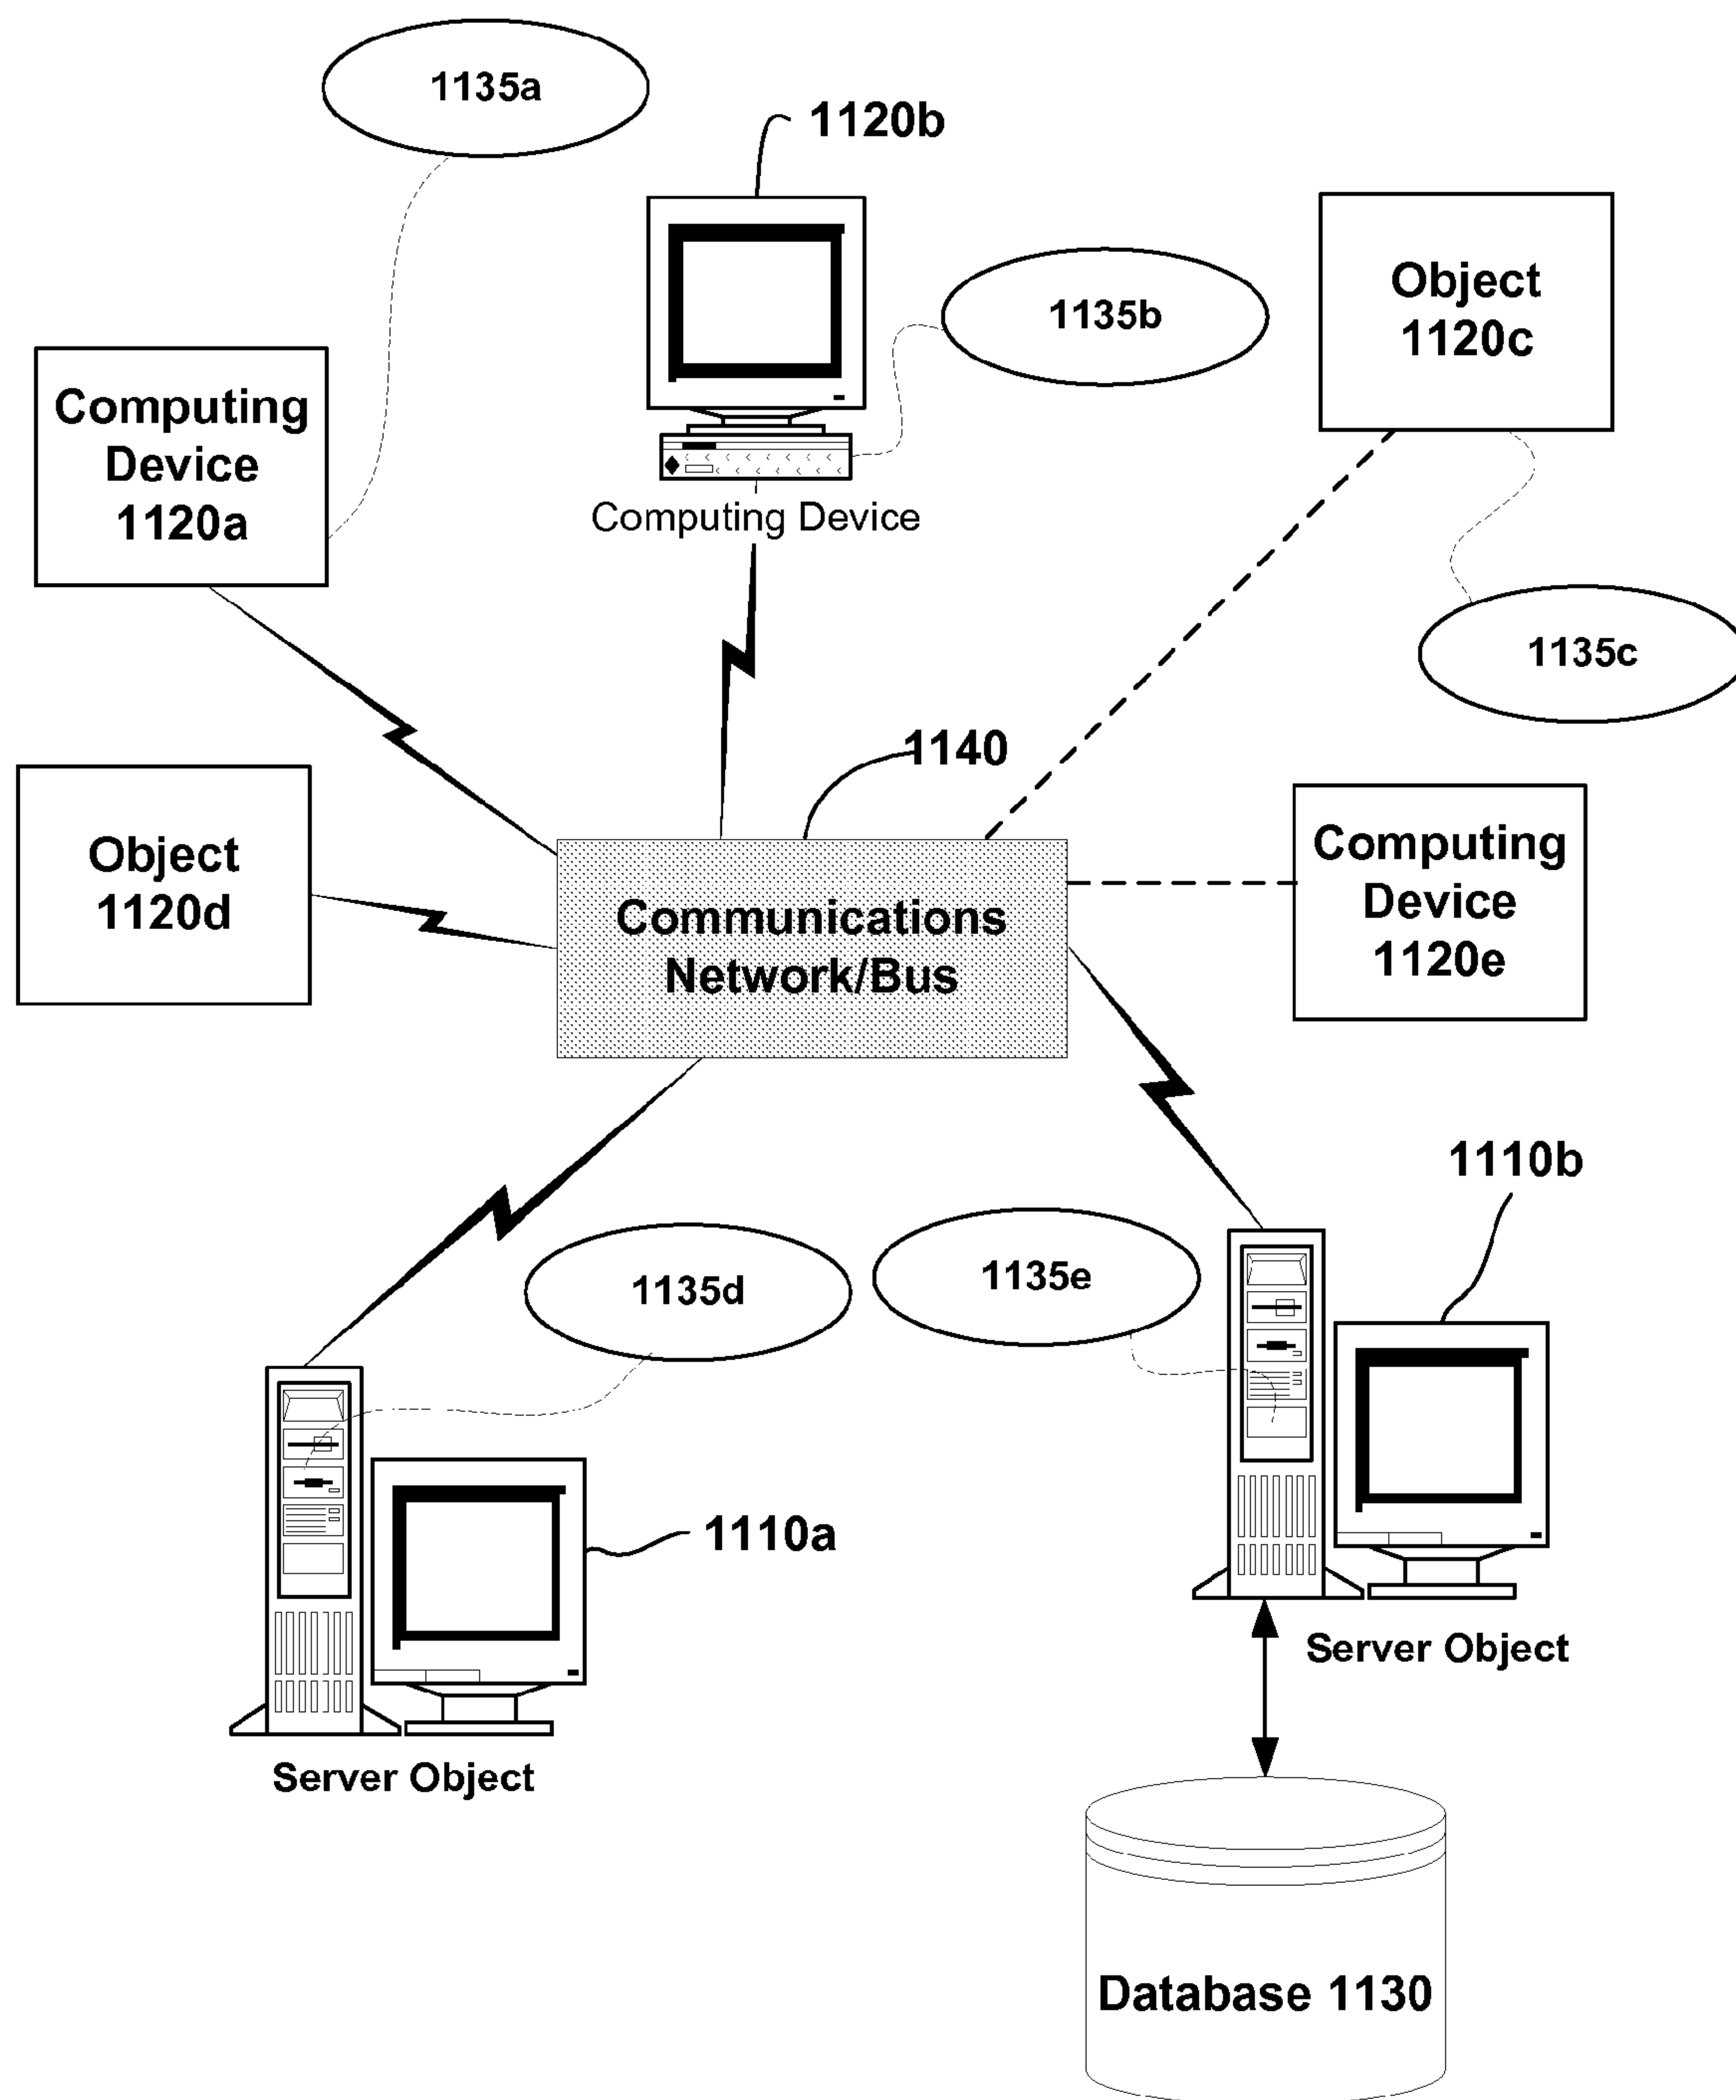 1135a
1120b
1135b
Object
1120c
Computing
Device
1120a
Computing Device
1135c
1140
Object
1120d
Communications
Network/Bus
Computing
Device
1120e
1110b
1135d
1135e
1110a
Server Object
Server Object
Database 1130